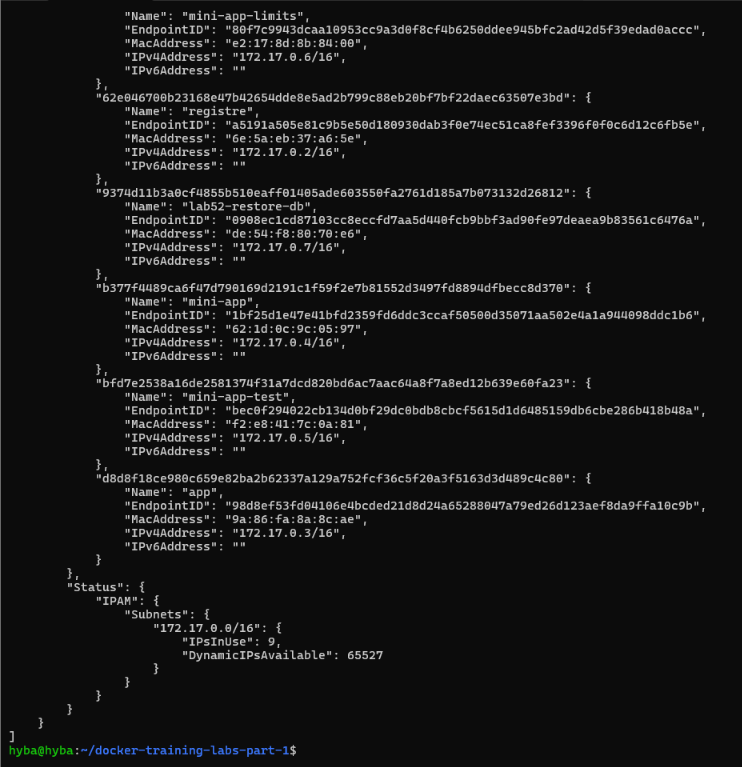 "Name": "mini-app-limits",
"EndpointID": "80f7c9943dcaa10953cc9a3d0f8cf4b6250ddee945bfc2ad42d5f39edad0accc",
"MacAddress": "e2:17:8d:8b:84:00",
"IPv4Address": "172.17.0.6/16",
"IPv6Address": ""
},
"62e046700b23168e47b42654dde8e5ad2b799c88eb20bf7bf22daec63507e3bd": {
"Name": "registre",
"EndpointID": "a5191a505e81c9b5e50d180930dab3f0e74ec51ca8fef3396f0f0c6d12c6fb5e",
"MacAddress": "6e:5a:eb:37:a6:5e",
"IPv4Address": "172.17.0.2/16",
"IPv6Address": ""
},
"9374d11b3a0cf4855b510eaff01405ade603550fa2761d185a7b073132d26812": {
"Name": "lab52-restore-db",
"EndpointID": "0908ec1cd87103cc8eccfd7aa5d440fcb9bbf3ad90fe97deaea9b83561c6476a",
"MacAddress": "de:54:f8:80:70:e6",
"IPv4Address": "172.17.0.7/16",
"IPv6Address": ""
},
"b377f4489ca6f47d790169d2191c1f59f2e7b81552d3497fd8894dfbecc8d370": {
"Name": "mini-app",
"EndpointID": "1bf25d1e47e41bfd2359fd6ddc3ccaf50500d35071aa502e4a1a944098ddc1b6",
"MacAddress": "62:1d:0c:9c:05:97",
"IPv4Address": "172.17.0.4/16",
"IPv6Address": ""
},
"bfd7e2538a16de2581374f31a7dcd820bd6ac7aac64a8f7a8ed12b639e60fa23": {
"Name": "mini-app-test",
"EndpointID": "bec0f294022cb134d0bf29dc0bdb8cbcf5615d1d6485159db6cbe286b418b48a",
"MacAddress": "f2:e8:41:7c:0a:81",
"IPv4Address": "172.17.0.5/16",
"IPv6Address": ""
},
"d8d8f18ce980c659e82ba2b62337a129a752fcf36c5f20a3f5163d3d489c4c80": {
"Name": "app",
"EndpointID": "98d8ef53fd04106e4bcded21d8d24a65288047a79ed26d123aef8da9ffa10c9b",
"MacAddress": "9a:86:fa:8a:8c:ae",
"IPv4Address": "172.17.0.3/16",
"IPv6Address": ""
}
},
"Status": {
"IPAM": {
"Subnets": {
"172.17.0.0/16": {
"IPsInUse": 9,
"DynamicIPsAvailable": 65527
}
}
}
}
}
]
hyba@hyba:~/docker-training-labs-part-1$